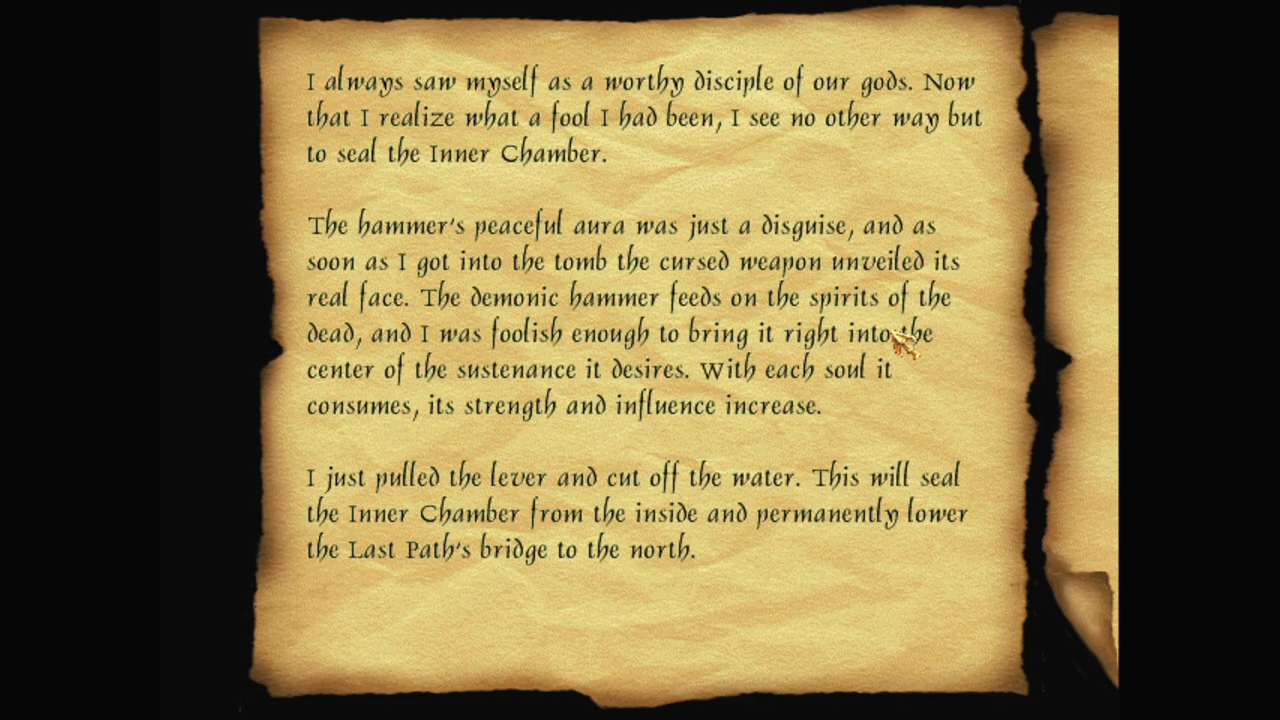 I always saw myself as a worthy disciple of our gods. Now
that I realize what a fool I had been, I see no other way but
to seal the Inner Chamber.
The hammer's peaceful aura was just a disguise, and as
soon as I got into the tomb the cursed weapon unveiled its
real face. The demonic hammer feeds on the spirits of the
dead, and I was foolish enough to bring it right into the
center of the sustenance it desires. With each soul it
consumes, its strength and influence increase.
I just pulled the lever and cut off the water. This will seal
the Inner Chamber from the inside and permanently lower
the Last Path's bridge to the north.